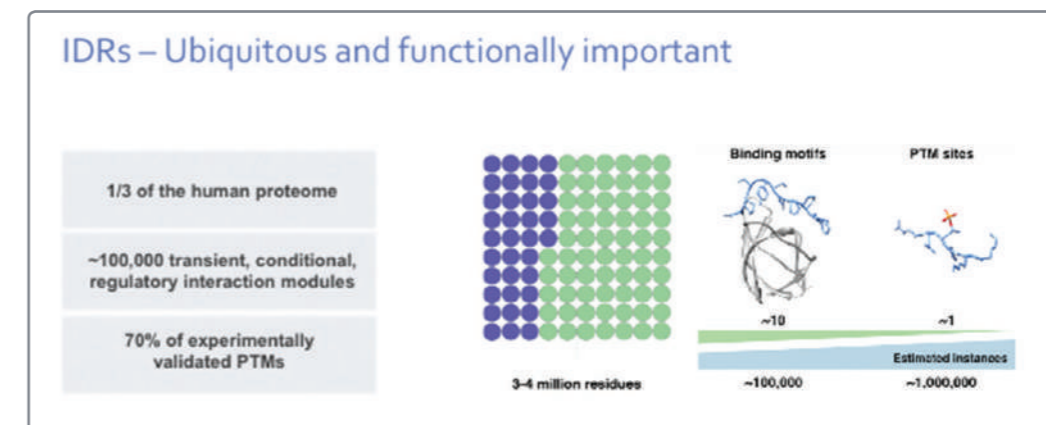 IDRs – Ubiquitous and functionally important
1/3 of the human proteome
~100,000 transient, conditional,
regulatory interaction modules
70% of experimentally
validated PTMs
3–4 million residues
Binding motifs
PTM sites
~10
~1
Estimated instances
~100,000
~1,000,000